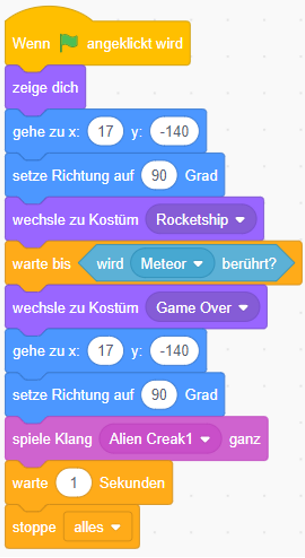 Wenn angeklickt wird
zeige dich
gehe zu x: 17 y: -140
setze Richtung auf 90 Grad
wechsle zu Kostüm Rocketship
warte bis wird Meteor berührt?
wechsle zu Kostüm Game Over
gehe zu x: 17 y: -140
setze Richtung auf 90 Grad
spiele Klang Alien Creak1 ganz
warte 1 Sekunden
stoppe alles